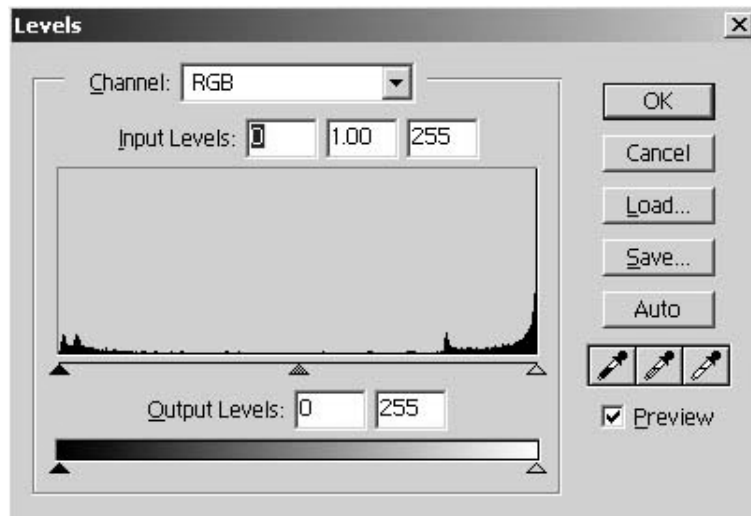 Levels
Channel: RGB
Input Levels: 0 1.00 255
Output Levels: 0 255
OK
Cancel
Load...
Save...
Auto
Preview